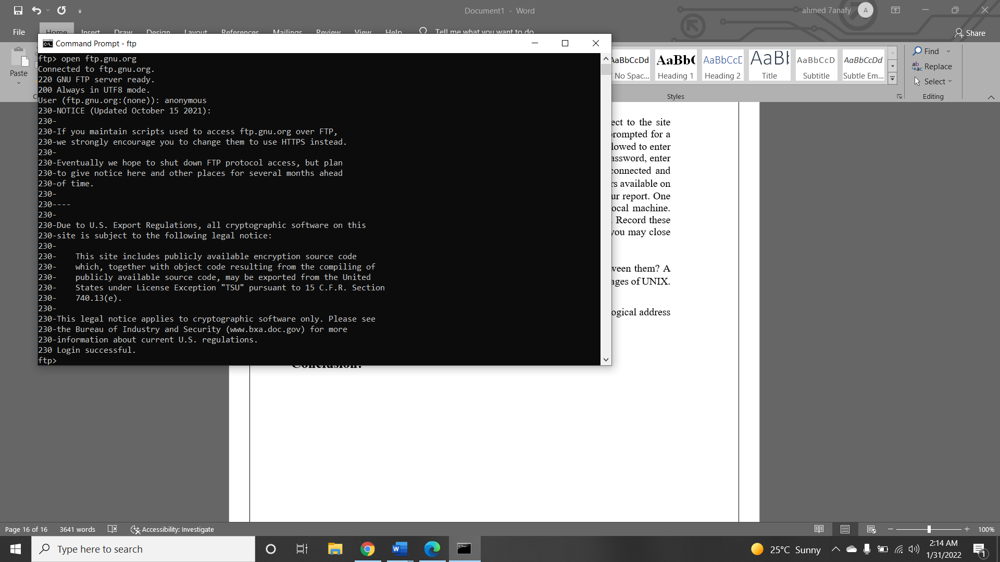 Document1 - Word
ahmed 7anafy
A
File
Home
Insert
Draw
Design
Layout
References
Mailings
Review
View
Help
Tell me what you want to do
Share
Command Prompt - ftp
Paste
ftp> open ftp.gnu.org
Connected to ftp.gnu.org.
220 GNU FTP server ready.
200 Always in UTF8 mode.
User (ftp.gnu.org:(none)): anonymous
230-NOTICE (Updated October 15 2021):
230-
230-If you maintain scripts used to access ftp.gnu.org over FTP,
230-we strongly encourage you to change them to use HTTPS instead.
230-
230-Eventually we hope to shut down FTP protocol access, but plan
230-to give notice here and other places for several months ahead
230-of time.
230-
230----
230-
230-Due to U.S. Export Regulations, all cryptographic software on this
230-site is subject to the following legal notice:
230-
230-    This site includes publicly available encryption source code
230-    which, together with object code resulting from the compiling of
230-    publicly available source code, may be exported from the United
230-    States under License Exception "TSU" pursuant to 15 C.F.R. Section
230-    740.13(e).
230-
230-This legal notice applies to cryptographic software only. Please see
230-the Bureau of Industry and Security (www.bxa.doc.gov) for more
230-information about current U.S. regulations.
230 Login successful.
ftp>
AaBbCcDd
AaBb(
AaBbCcD
AaBb
AaBbCcD
AaBbCcDd
No Spac...
Heading 1
Heading 2
Title
Subtitle
Subtle Em...
Styles
Find
Replace
Select
Editing
ect to the site
prompted for a
lowed to enter
assword, enter
connected and
rs available on
ur report. One
ocal machine.
. Record these
you may close
ween them? A
ages of UNIX.
ogical address
Conclusion:
Page 16 of 16
3641 words
Accessibility: Investigate
100%
Type here to search
25°C Sunny
2:14 AM
1/31/2022
1